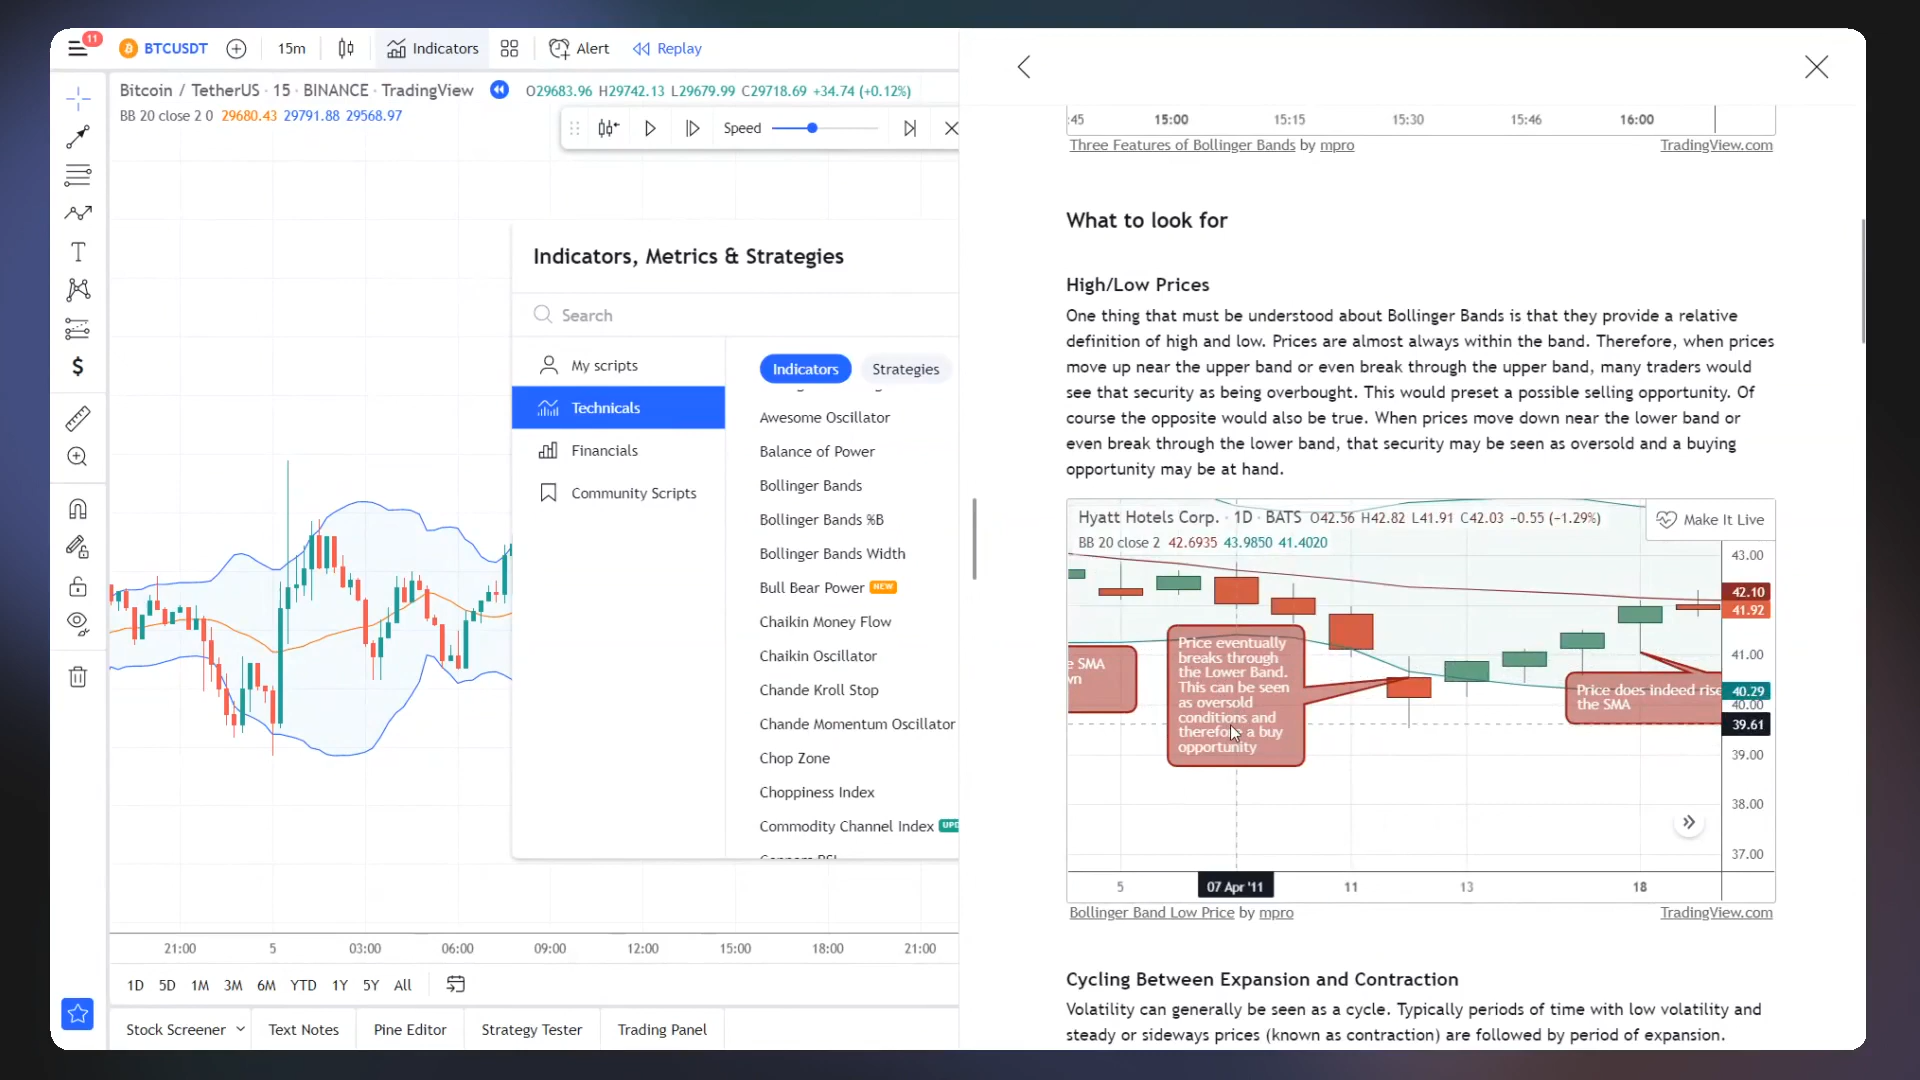 11
BTCUSDT
15m
Indicators
Alert
Replay
Bitcoin / TetherUS · 15 · BINANCE · TradingView
O29683.96 H29742.13 L29679.99 C29718.69 +34.74 (+0.12%)
BB 20 close 2 0 29680.43 29791.88 29568.97
Speed
Indicators, Metrics & Strategies
Search
My scripts
Technicals
Financials
Community Scripts
Indicators
Strategies
Awesome Oscillator
Balance of Power
Bollinger Bands
Bollinger Bands %B
Bollinger Bands Width
Bull Bear Power NEW
Chaikin Money Flow
Chaikin Oscillator
Chande Kroll Stop
Chande Momentum Oscillator
Chop Zone
Choppiness Index
Commodity Channel Index UPD
21:00 5 03:00 06:00 09:00 12:00 15:00 18:00 21:00
1D 5D 1M 3M 6M YTD 1Y 5Y All
Stock Screener
Text Notes
Pine Editor
Strategy Tester
Trading Panel
:45 15:00 15:15 15:30 15:46 16:00
Three Features of Bollinger Bands by mpro
TradingView.com
What to look for
High/Low Prices
One thing that must be understood about Bollinger Bands is that they provide a relative
definition of high and low. Prices are almost always within the band. Therefore, when prices
move up near the upper band or even break through the upper band, many traders would
see that security as being overbought. This would preset a possible selling opportunity. Of
course the opposite would also be true. When prices move down near the lower band or
even break through the lower band, that security may be seen as oversold and a buying
opportunity may be at hand.
Hyatt Hotels Corp. · 1D · BATS O42.56 H42.82 L41.91 C42.03 −0.55 (−1.29%)
Make It Live
BB 20 close 2 42.6935 43.9850 41.4020
e SMA
wn
Price eventually
breaks through
the Lower Band.
This can be seen
as oversold
conditions and
therefore a buy
opportunity
Price does indeed rise
the SMA
43.00
42.10
41.92
41.00
40.29
40.00
39.61
39.00
38.00
37.00
5 07 Apr '11 11 13 18
Bollinger Band Low Price by mpro
TradingView.com
Cycling Between Expansion and Contraction
Volatility can generally be seen as a cycle. Typically periods of time with low volatility and
steady or sideways prices (known as contraction) are followed by period of expansion.